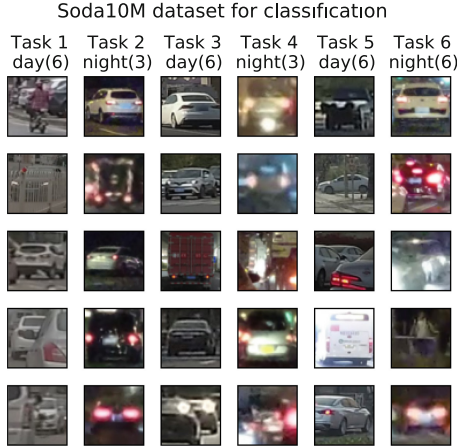 Soda10M dataset for classification
Task 1 Task 2 Task 3 Task 4 Task 5 Task 6
day(6) night(3) day(6) night(3) day(6) night(6)